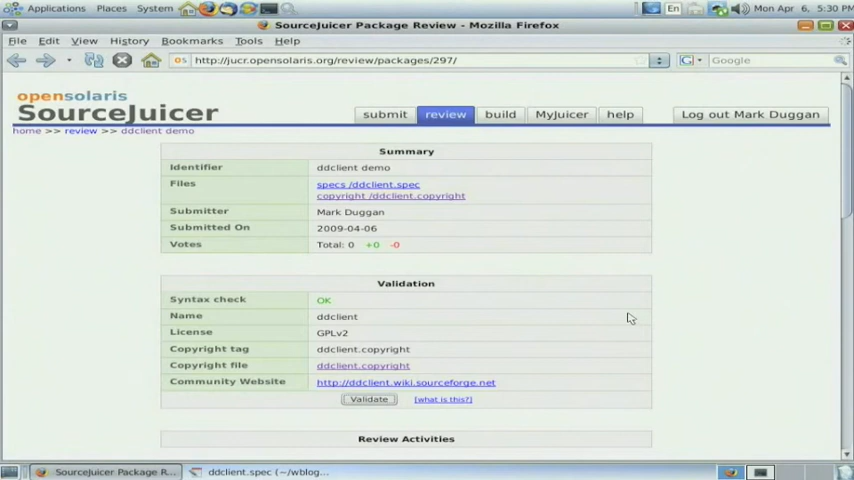 Applications Places System En Mon Apr 6, 5:30 PM
SourceJuicer Package Review - Mozilla Firefox
File Edit View History Bookmarks Tools Help
OS http://jucr.opensolaris.org/review/packages/297/ G Google
opensolaris
SourceJuicer
submit review build MyJuicer help Log out Mark Duggan
home >> review >> ddclient demo
Summary
Identifier ddclient demo
Files specs /ddclient.spec
copyright /ddclient.copyright
Submitter Mark Duggan
Submitted On 2009-04-06
Votes Total: 0 +0 -0
Validation
Syntax check OK
Name ddclient
License GPLv2
Copyright tag ddclient.copyright
Copyright file ddclient.copyright
Community Website http://ddclient.wiki.sourceforge.net
Validate [what is this?]
Review Activities
SourceJuicer Package R... ddclient.spec (~/wblog...